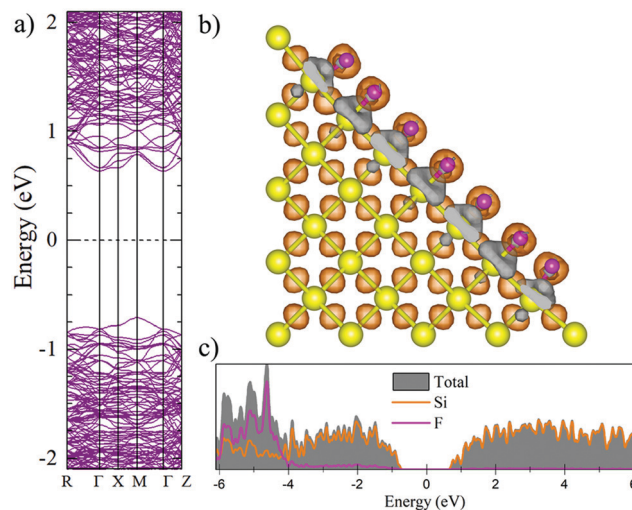 a)
2
1
0
-1
-2
Energy (eV)
R Γ X M Γ Z
b)
c)
Total
Si
F
-6 -4 -2 0 2 4 6
Energy (eV)